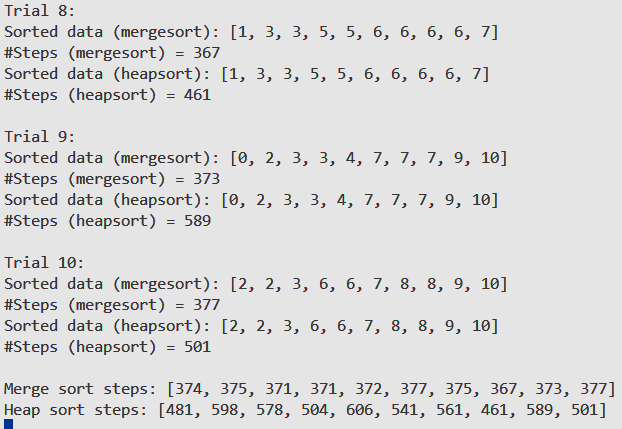 Trial 8:
Sorted data (mergesort): [1, 3, 3, 5, 5, 6, 6, 6, 6, 7]
#Steps (mergesort) = 367
Sorted data (heapsort): [1, 3, 3, 5, 5, 6, 6, 6, 6, 7]
#Steps (heapsort) = 461
Trial 9:
Sorted data (mergesort): [0, 2, 3, 3, 4, 7, 7, 7, 9, 10]
#Steps (mergesort) = 373
Sorted data (heapsort): [0, 2, 3, 3, 4, 7, 7, 7, 9, 10]
#Steps (heapsort) = 589
Trial 10:
Sorted data (mergesort): [2, 2, 3, 6, 6, 7, 8, 8, 9, 10]
#Steps (mergesort) = 377
Sorted data (heapsort): [2, 2, 3, 6, 6, 7, 8, 8, 9, 10]
#Steps (heapsort) = 501
Merge sort steps: [374, 375, 371, 371, 372, 377, 375, 367, 373, 377]
Heap sort steps: [481, 598, 578, 504, 606, 541, 561, 461, 589, 501]